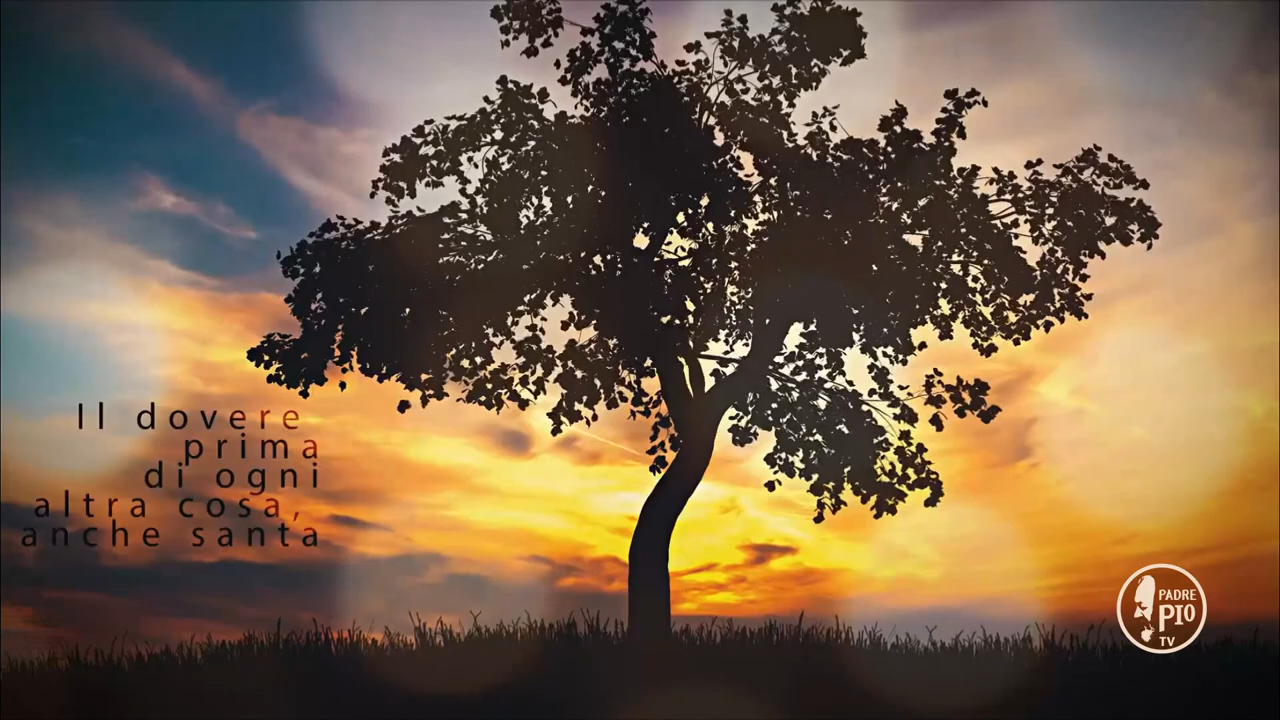 Il dovere
prima
di ogni
altra cosa,
anche santa
PADRE
PIO
TV